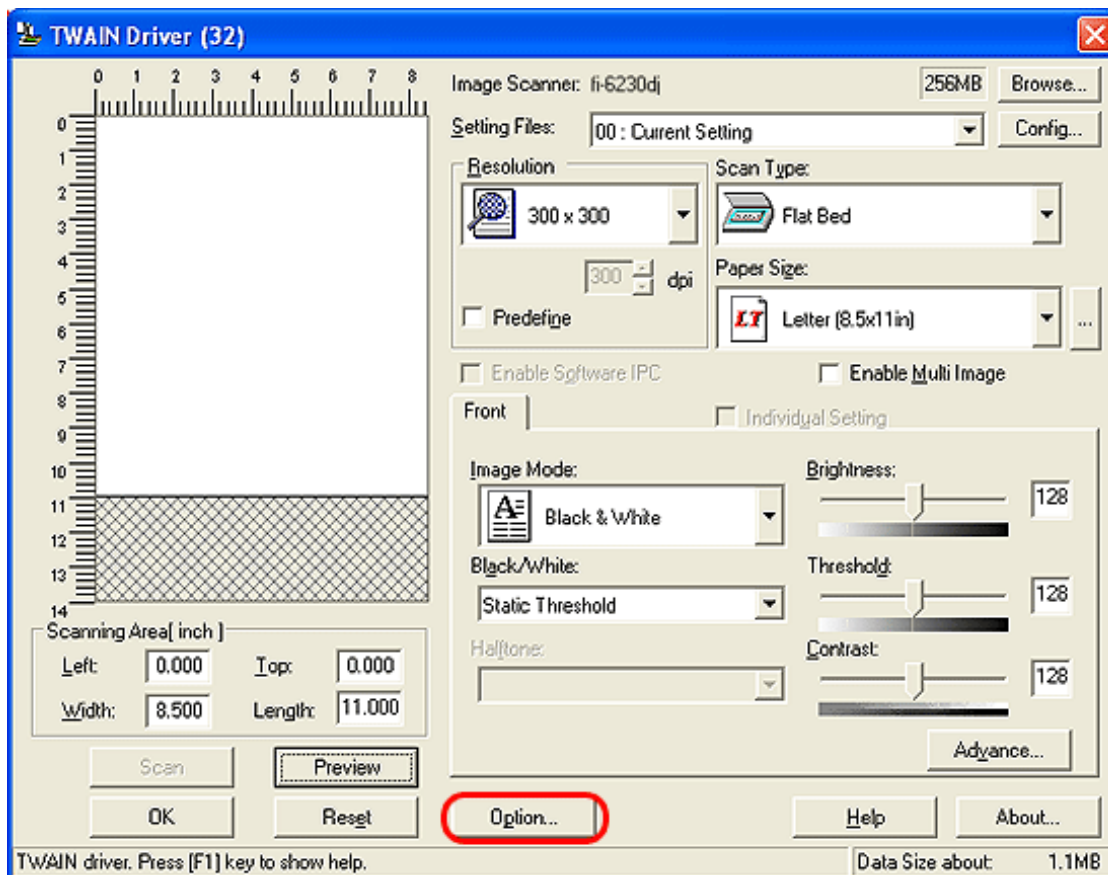 TWAIN Driver (32)
0 1 2 3 4 5 6 7 8
0
1
2
3
4
5
6
7
8
9
10
11
12
13
14
Image Scanner: fi-6230dj 256MB Browse...
Setting Files: 00 : Current Setting Config...
Resolution
300 x 300
300 dpi
Predefine
Scan Type:
Flat Bed
Paper Size:
LT Letter (8.5x11in) ...
Enable Software IPC
Enable Multi Image
Front
Individual Setting
Image Mode:
A Black & White
Black/White:
Static Threshold
Halftone:
Brightness:
128
Threshold:
128
Contrast:
128
Advance...
Scanning Area[ inch ]
Left: 0.000 Top: 0.000
Width: 8.500 Length: 11.000
Scan Preview
OK Reset Option... Help About...
TWAIN driver. Press [F1] key to show help. Data Size about: 1.1MB